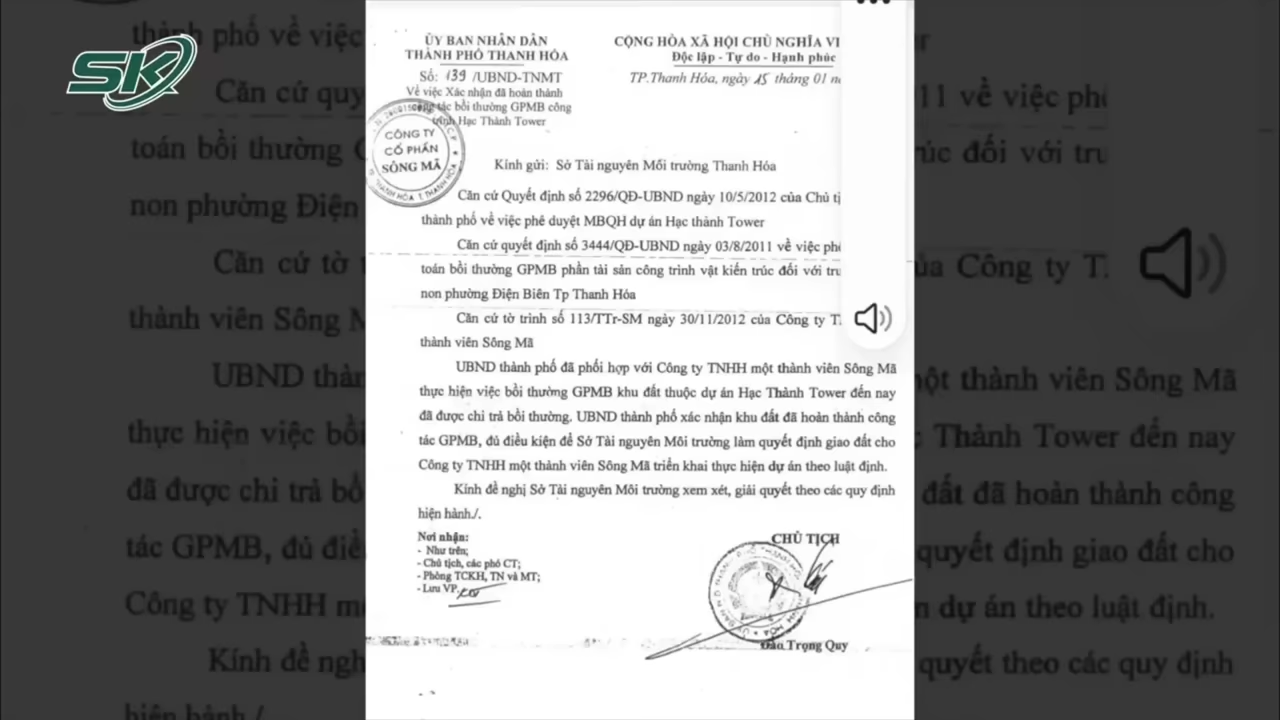 SK
ỦY BAN NHÂN DÂN
THÀNH PHỐ THANH HÓA
Số: 139 /UBND-TNMT
Về việc Xác nhận đã hoàn thành
công tác bồi thường GPMB công
trình Hạc Thành Tower
CỘNG HÒA XÃ HỘI CHỦ NGHĨA VI
Độc lập - Tự do - Hạnh phúc
TP.Thanh Hóa, ngày 15 tháng 01 nă
CÔNG TY
CỔ PHẦN
SÔNG MÃ
Kính gửi: Sở Tài nguyên Môi trường Thanh Hóa
Căn cứ Quyết định số 2296/QĐ-UBND ngày 10/5/2012 của Chủ tị
thành phố về việc phê duyệt MBQH dự án Hạc thành Tower
Căn cứ quyết định số 3444/QĐ-UBND ngày 03/8/2011 về việc phê
toán bồi thường GPMB phần tài sản công trình vật kiến trúc đối với trư
non phường Điện Biên Tp Thanh Hóa
Căn cứ tờ trình số 113/TTr-SM ngày 30/11/2012 của Công ty T.
thành viên Sông Mã
UBND thành phố đã phối hợp với Công ty TNHH một thành viên Sông Mã
thực hiện việc bồi thường GPMB khu đất thuộc dự án Hạc Thành Tower đến nay
đã được chi trả bồi thường. UBND thành phố xác nhận khu đất đã hoàn thành công
tác GPMB, đủ điều kiện để Sở Tài nguyên Môi trường làm quyết định giao đất cho
Công ty TNHH một thành viên Sông Mã triển khai thực hiện dự án theo luật định.
Kính đề nghị Sở Tài nguyên Môi trường xem xét, giải quyết theo các quy định
hiện hành./.
Nơi nhận:
- Như trên;
- Chủ tịch, các phó CT;
- Phòng TCKH, TN và MT;
- Lưu VP.
CHỦ TỊCH
Đào Trọng Quy